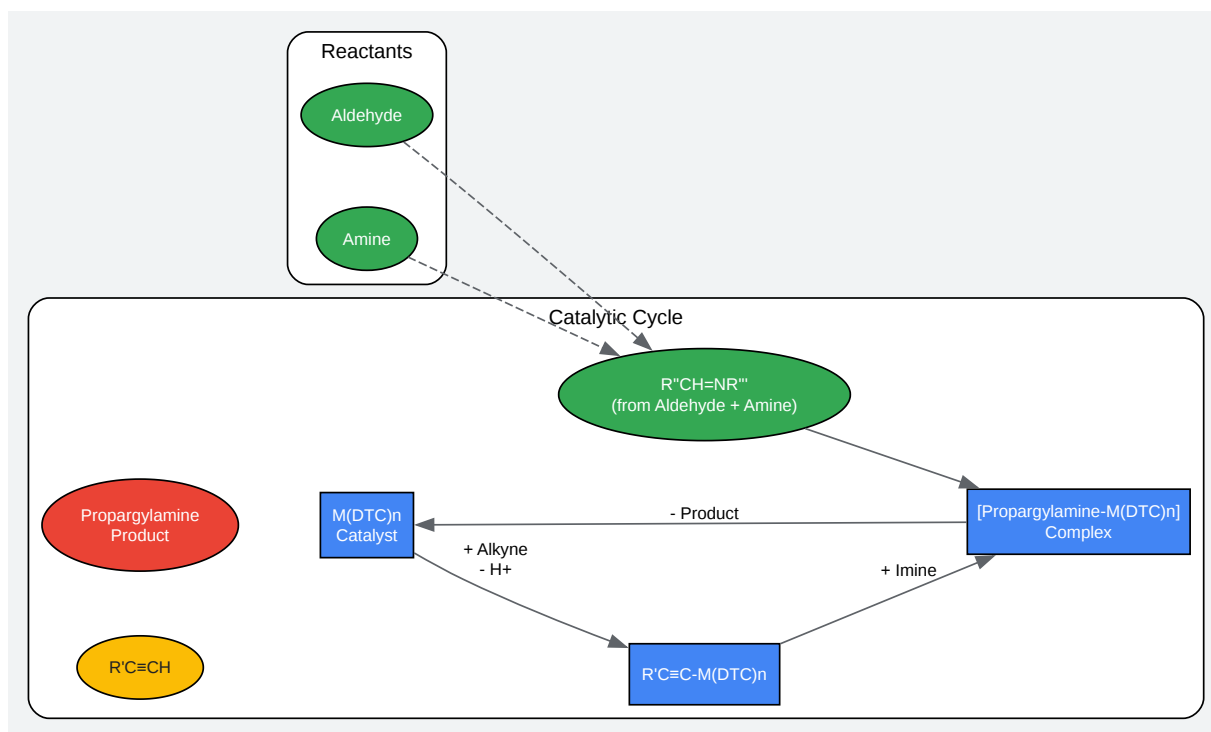 Reactants
Aldehyde
Amine
Catalytic Cycle
R"CH=NR'"
(from Aldehyde + Amine)
Propargylamine
Product
M(DTC)n
Catalyst
- Product
[Propargylamine-M(DTC)n]
Complex
+ Alkyne
- H+
+ Imine
R'C≡CH
R'C≡C-M(DTC)n